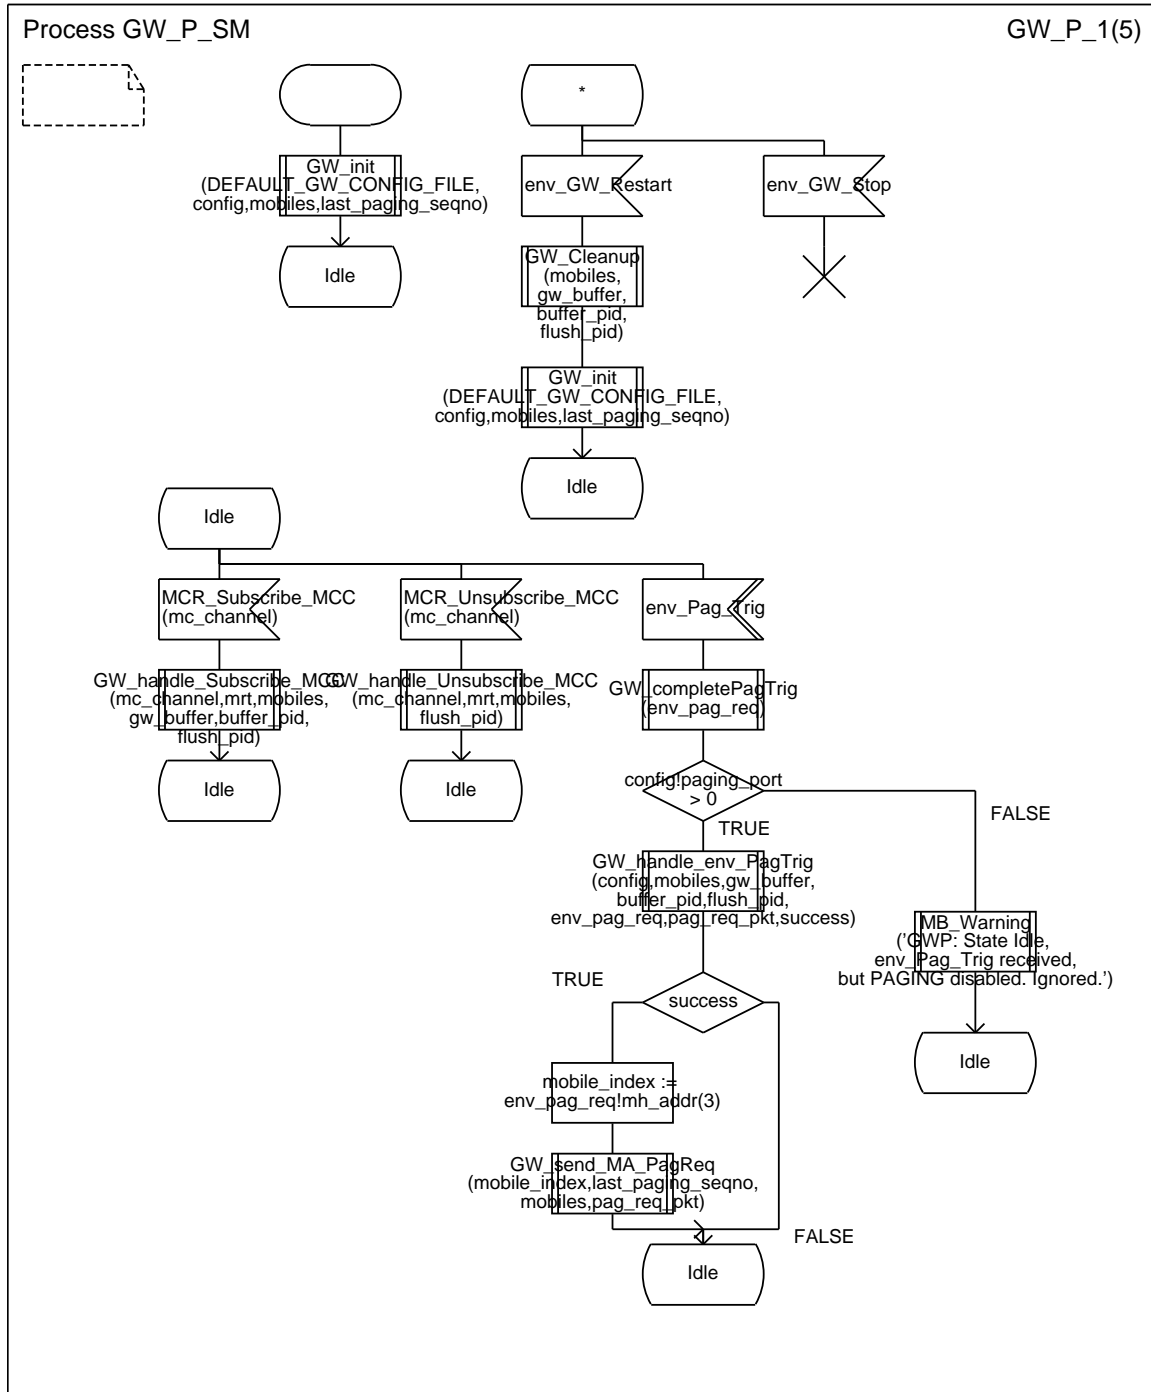 Process GW_P_SM
GW_P_1(5)
*
GW_init
(DEFAULT_GW_CONFIG_FILE,
config,mobiles,last_paging_seqno)
Idle
env_GW_Restart
env_GW_Stop
GW_Cleanup
(mobiles,
gw_buffer,
buffer_pid,
flush_pid)
GW_init
(DEFAULT_GW_CONFIG_FILE,
config,mobiles,last_paging_seqno)
Idle
Idle
MCR_Subscribe_MCC
(mc_channel)
MCR_Unsubscribe_MCC
(mc_channel)
env_Pag_Trig
GW_handle_Subscribe_MCC
(mc_channel,mrt,mobiles,
gw_buffer,buffer_pid,
flush_pid)
GW_handle_Unsubscribe_MCC
(mc_channel,mrt,mobiles,
flush_pid)
GW_completePagTrig
(env_pag_req)
Idle
Idle
config!paging_port
> 0
FALSE
TRUE
GW_handle_env_PagTrig
(config,mobiles,gw_buffer,
buffer_pid,flush_pid,
env_pag_req,pag_req_pkt,success)
MB_Warning
('GWP: State Idle,
env_Pag_Trig received,
but PAGING disabled. Ignored.')
TRUE
success
Idle
mobile_index :=
env_pag_req!mh_addr(3)
GW_send_MA_PagReq
(mobile_index,last_paging_seqno,
mobiles,pag_req_pkt)
FALSE
Idle